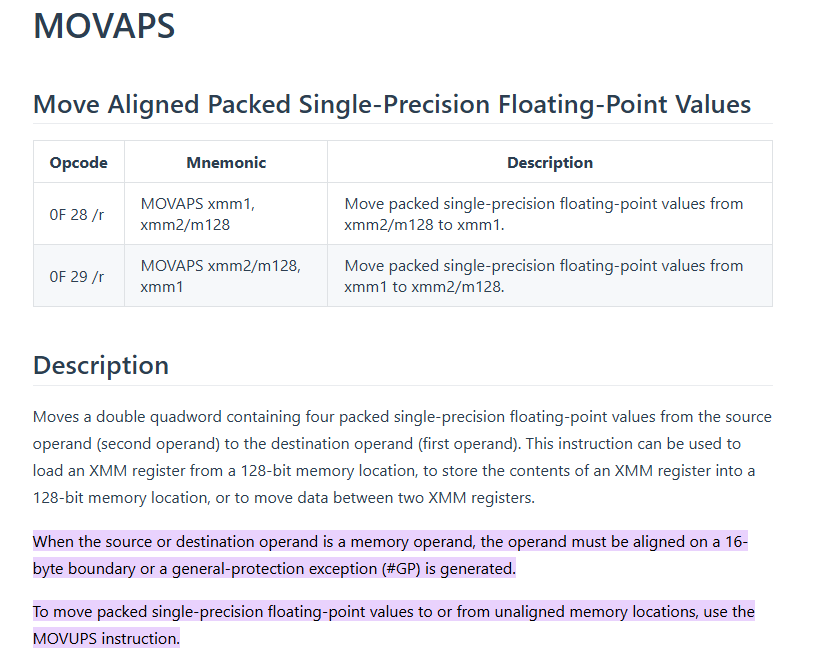 MOVAPS
Move Aligned Packed Single-Precision Floating-Point Values
Opcode Mnemonic Description
0F 28 /r
MOVAPS xmm1,
xmm2/m128
Move packed single-precision floating-point values from
xmm2/m128 to xmm1.
0F 29 /r
MOVAPS xmm2/m128,
xmm1
Move packed single-precision floating-point values from
xmm1 to xmm2/m128.
Description
Moves a double quadword containing four packed single-precision floating-point values from the source
operand (second operand) to the destination operand (first operand). This instruction can be used to
load an XMM register from a 128-bit memory location, to store the contents of an XMM register into a
128-bit memory location, or to move data between two XMM registers.
When the source or destination operand is a memory operand, the operand must be aligned on a 16-
byte boundary or a general-protection exception (#GP) is generated.
To move packed single-precision floating-point values to or from unaligned memory locations, use the
MOVUPS instruction.